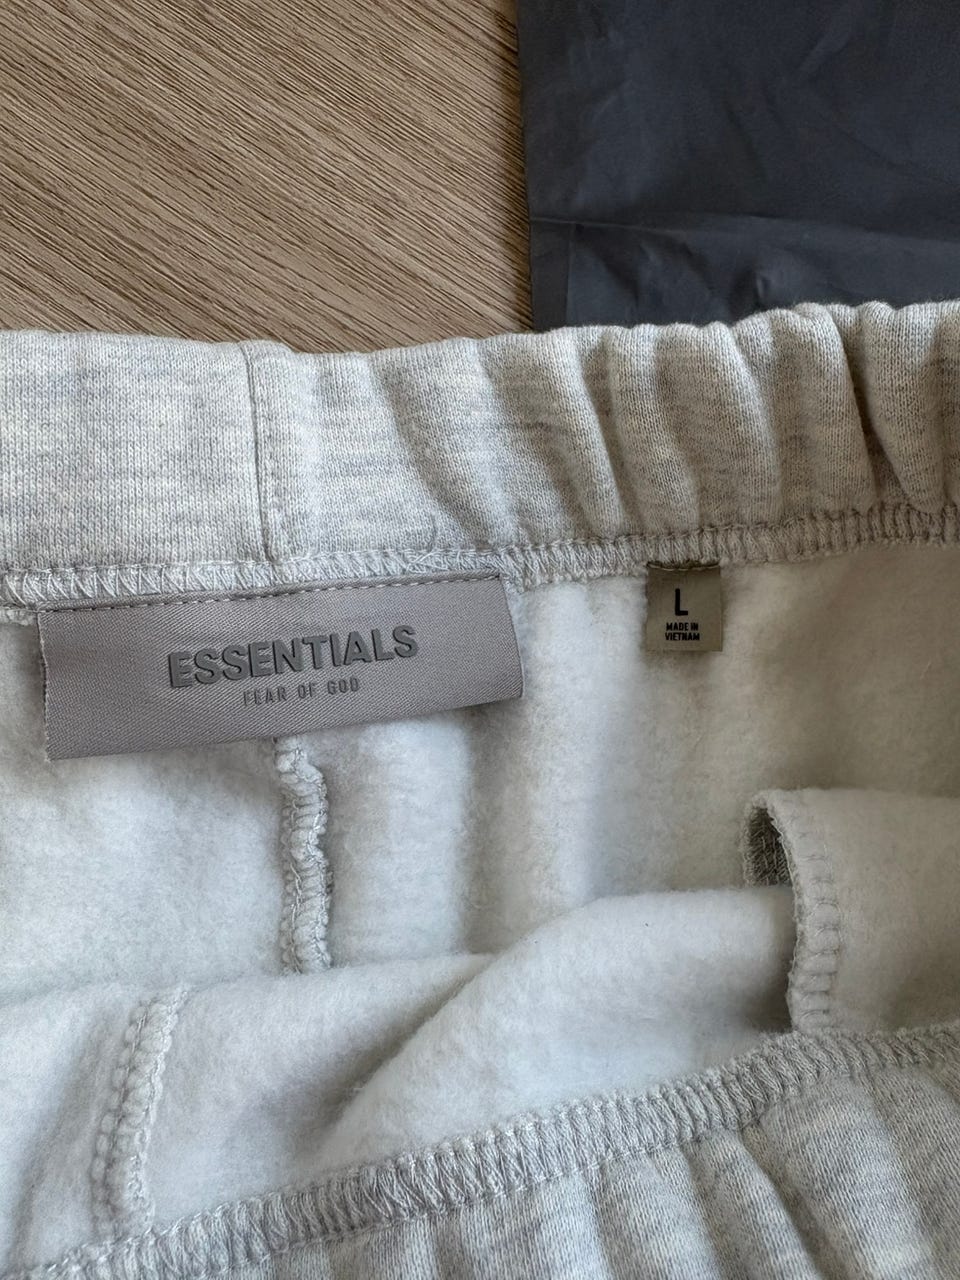 ESSENTIALS
FEAR OF GOD
L
MADE IN
VIETNAM